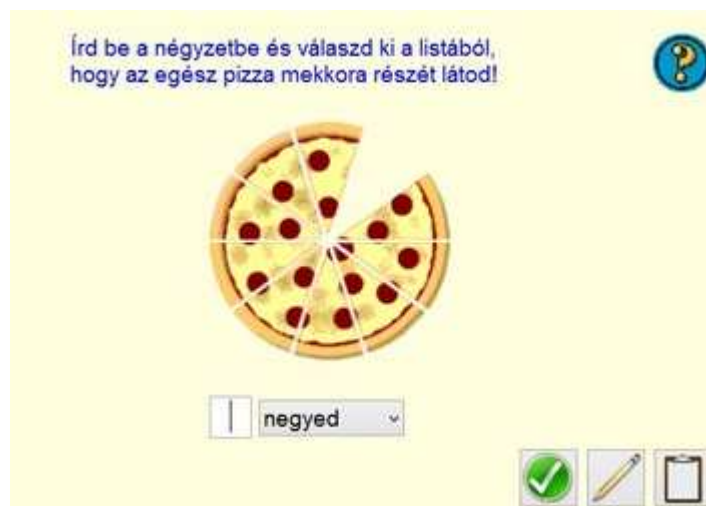 Írd be a négyzetbe és válaszd ki a listából,
hogy az egész pizza mekkora részét látod!
negyed